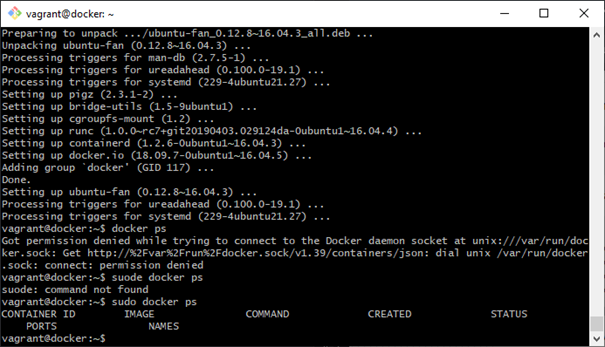 vagrant@docker: ~
Preparing to unpack .../ubuntu-fan_0.12.8~16.04.3_all.deb ...
Unpacking ubuntu-fan (0.12.8~16.04.3) ...
Processing triggers for man-db (2.7.5-1) ...
Processing triggers for ureadahead (0.100.0-19.1) ...
Processing triggers for systemd (229-4ubuntu21.27) ...
Setting up pigz (2.3.1-2) ...
Setting up bridge-utils (1.5-9ubuntu1) ...
Setting up cgroupfs-mount (1.2) ...
Setting up runc (1.0.0~rc7+git20190403.029124da-0ubuntu1~16.04.4) ...
Setting up containerd (1.2.6-0ubuntu1~16.04.3) ...
Setting up docker.io (18.09.7-0ubuntu1~16.04.5) ...
Adding group `docker' (GID 117) ...
Done.
Setting up ubuntu-fan (0.12.8~16.04.3) ...
Processing triggers for ureadahead (0.100.0-19.1) ...
Processing triggers for systemd (229-4ubuntu21.27) ...
vagrant@docker:~$ docker ps
Got permission denied while trying to connect to the Docker daemon socket at unix:///var/run/doc
ker.sock: Get http://%2Fvar%2Frun%2Fdocker.sock/v1.39/containers/json: dial unix /var/run/docker
.sock: connect: permission denied
vagrant@docker:~$ suode docker ps
suode: command not found
vagrant@docker:~$ sudo docker ps
CONTAINER ID IMAGE COMMAND CREATED STATUS
PORTS NAMES
vagrant@docker:~$